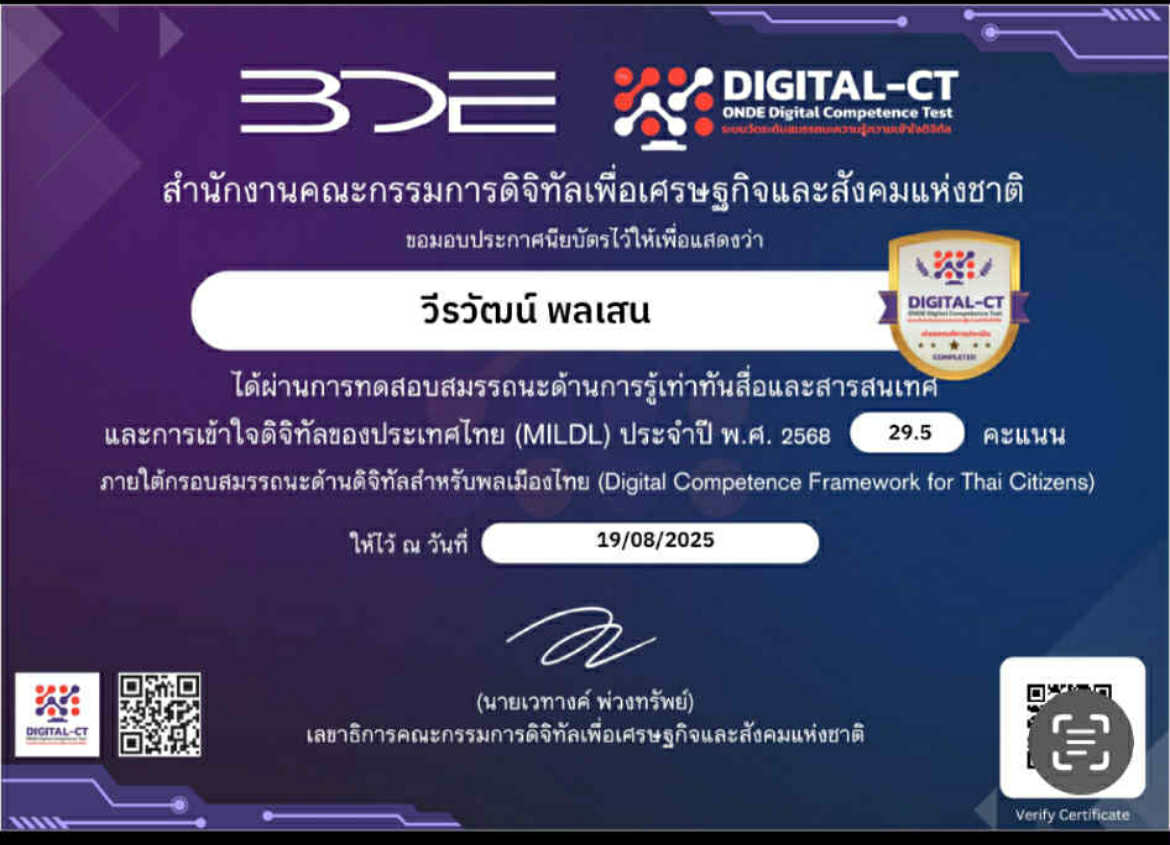 BDE
DIGITAL-CT
ONDE Digital Competence Test
ระบบวัดระดับสมรรถนะความรู้ความเข้าใจดิจิทัล
สำนักงานคณะกรรมการดิจิทัลเพื่อเศรษฐกิจและสังคมแห่งชาติ
ขอมอบประกาศนียบัตรไว้ให้เพื่อแสดงว่า
วีรวัฒน์ พลเสน
DIGITAL-CT
ONDE Digital Competence Test
COMPLETED
ได้ผ่านการทดสอบสมรรถนะด้านการรู้เท่าทันสื่อและสารสนเทศ
และการเข้าใจดิจิทัลของประเทศไทย (MILDL) ประจำปี พ.ศ. 2568 29.5 คะแนน
ภายใต้กรอบสมรรถนะด้านดิจิทัลสำหรับพลเมืองไทย (Digital Competence Framework for Thai Citizens)
ให้ไว้ ณ วันที่ 19/08/2025
(นายเวทางค์ พ่วงทรัพย์)
เลขาธิการคณะกรรมการดิจิทัลเพื่อเศรษฐกิจและสังคมแห่งชาติ
DIGITAL-CT
Verify Certificate